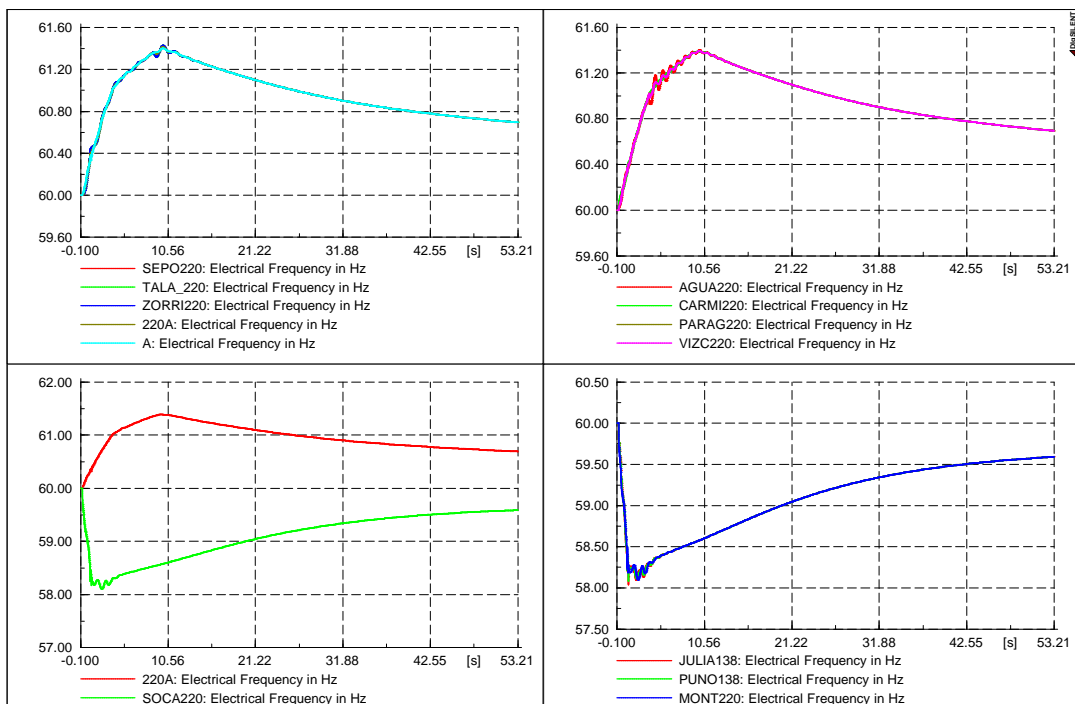 61.60
61.20
60.80
60.40
60.00
59.60
-0.100 10.56 21.22 31.88 42.55 [s] 53.21
SEPO220: Electrical Frequency in Hz
TALA_220: Electrical Frequency in Hz
ZORRI220: Electrical Frequency in Hz
220A: Electrical Frequency in Hz
A: Electrical Frequency in Hz
61.60
61.20
60.80
60.40
60.00
59.60
-0.100 10.56 21.22 31.88 42.55 [s] 53.21
AGUA220: Electrical Frequency in Hz
CARMI220: Electrical Frequency in Hz
PARAG220: Electrical Frequency in Hz
VIZC220: Electrical Frequency in Hz
DIgSILENT
62.00
61.00
60.00
59.00
58.00
57.00
-0.100 10.56 21.22 31.88 42.55 [s] 53.21
220A: Electrical Frequency in Hz
SOCA220: Electrical Frequency in Hz
60.50
60.00
59.50
59.00
58.50
58.00
57.50
-0.100 10.56 21.22 31.88 42.55 [s] 53.21
JULIA138: Electrical Frequency in Hz
PUNO138: Electrical Frequency in Hz
MONT220: Electrical Frequency in Hz